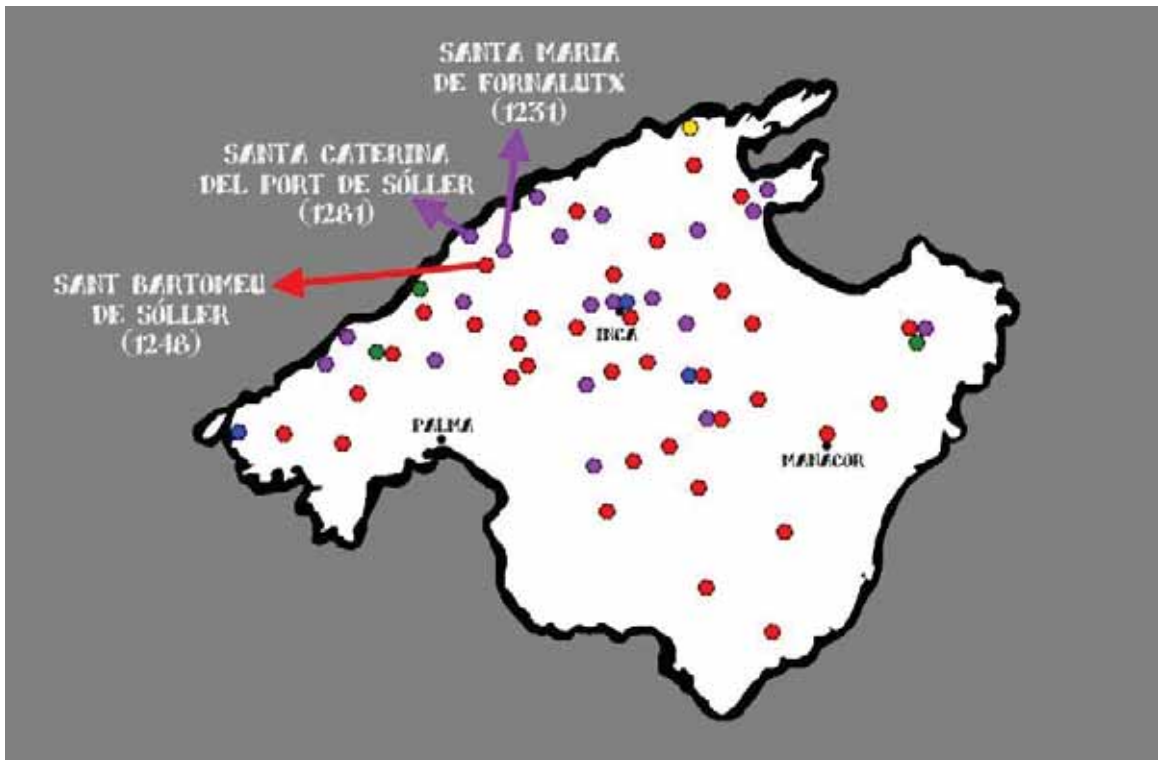 SANTA MARIA
DE FORNALUTX
(1231)
SANTA CATERINA
DEL PORT DE SÓLLER
(1281)
SANT BARTOMEU
DE SÓLLER
(1248)
INCA
PALMA
MANACOR